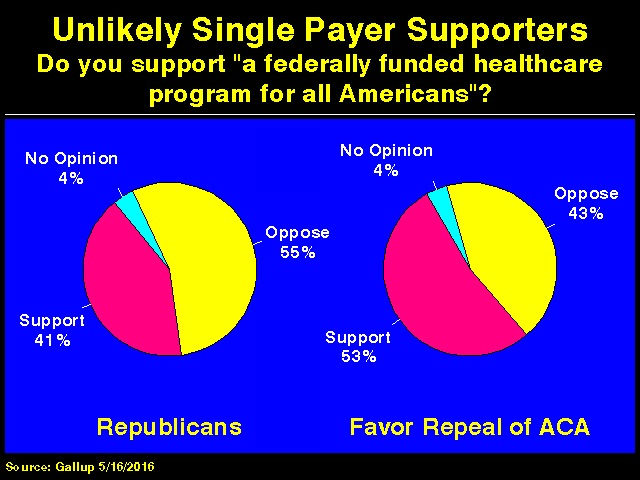 Unlikely Single Payer Supporters
Do you support "a federally funded healthcare
program for all Americans"?
No Opinion
4%
Oppose
55%
Support
41%
Republicans
No Opinion
4%
Oppose
43%
Support
53%
Favor Repeal of ACA
Source: Gallup 5/16/2016